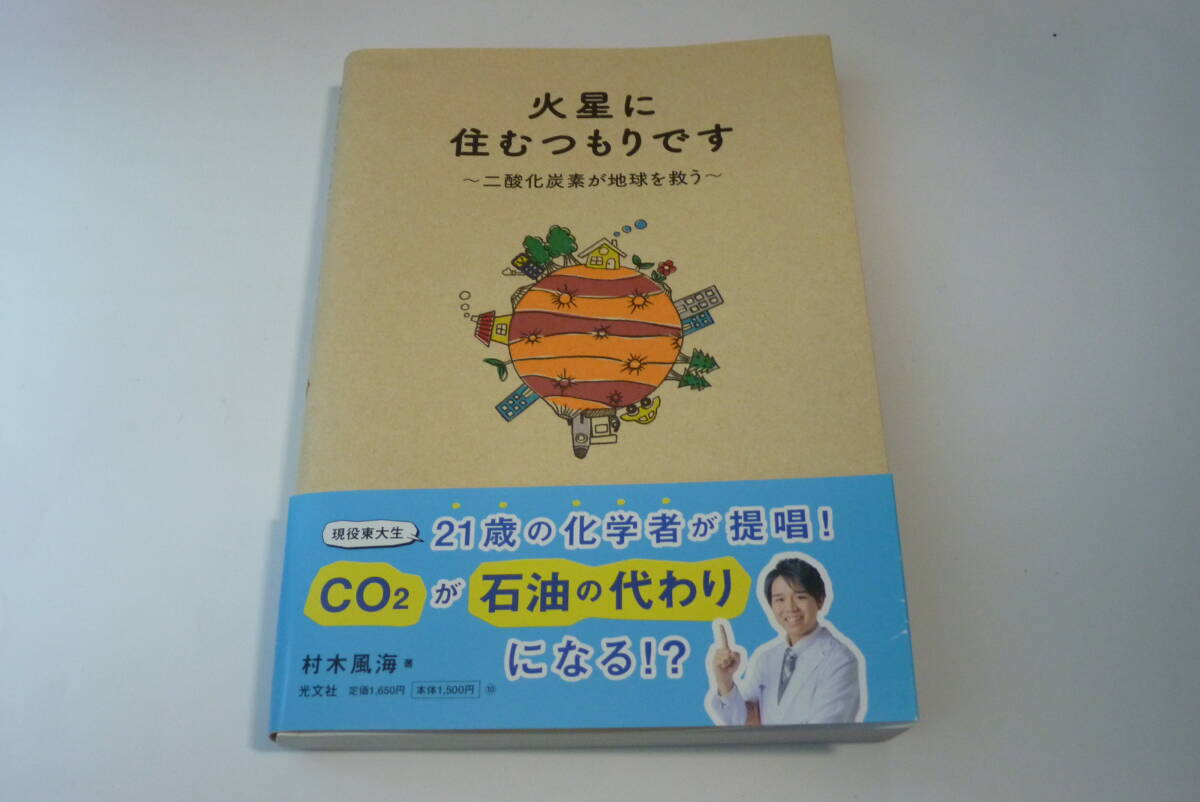 火星に
住むつもりです
～二酸化炭素が地球を救う～
現役東大生
21歳の化学者が提唱!
CO2が石油の代わり
になる!?
村木風海 著
光文社 定価1,650円 本体1,500円 ⑩